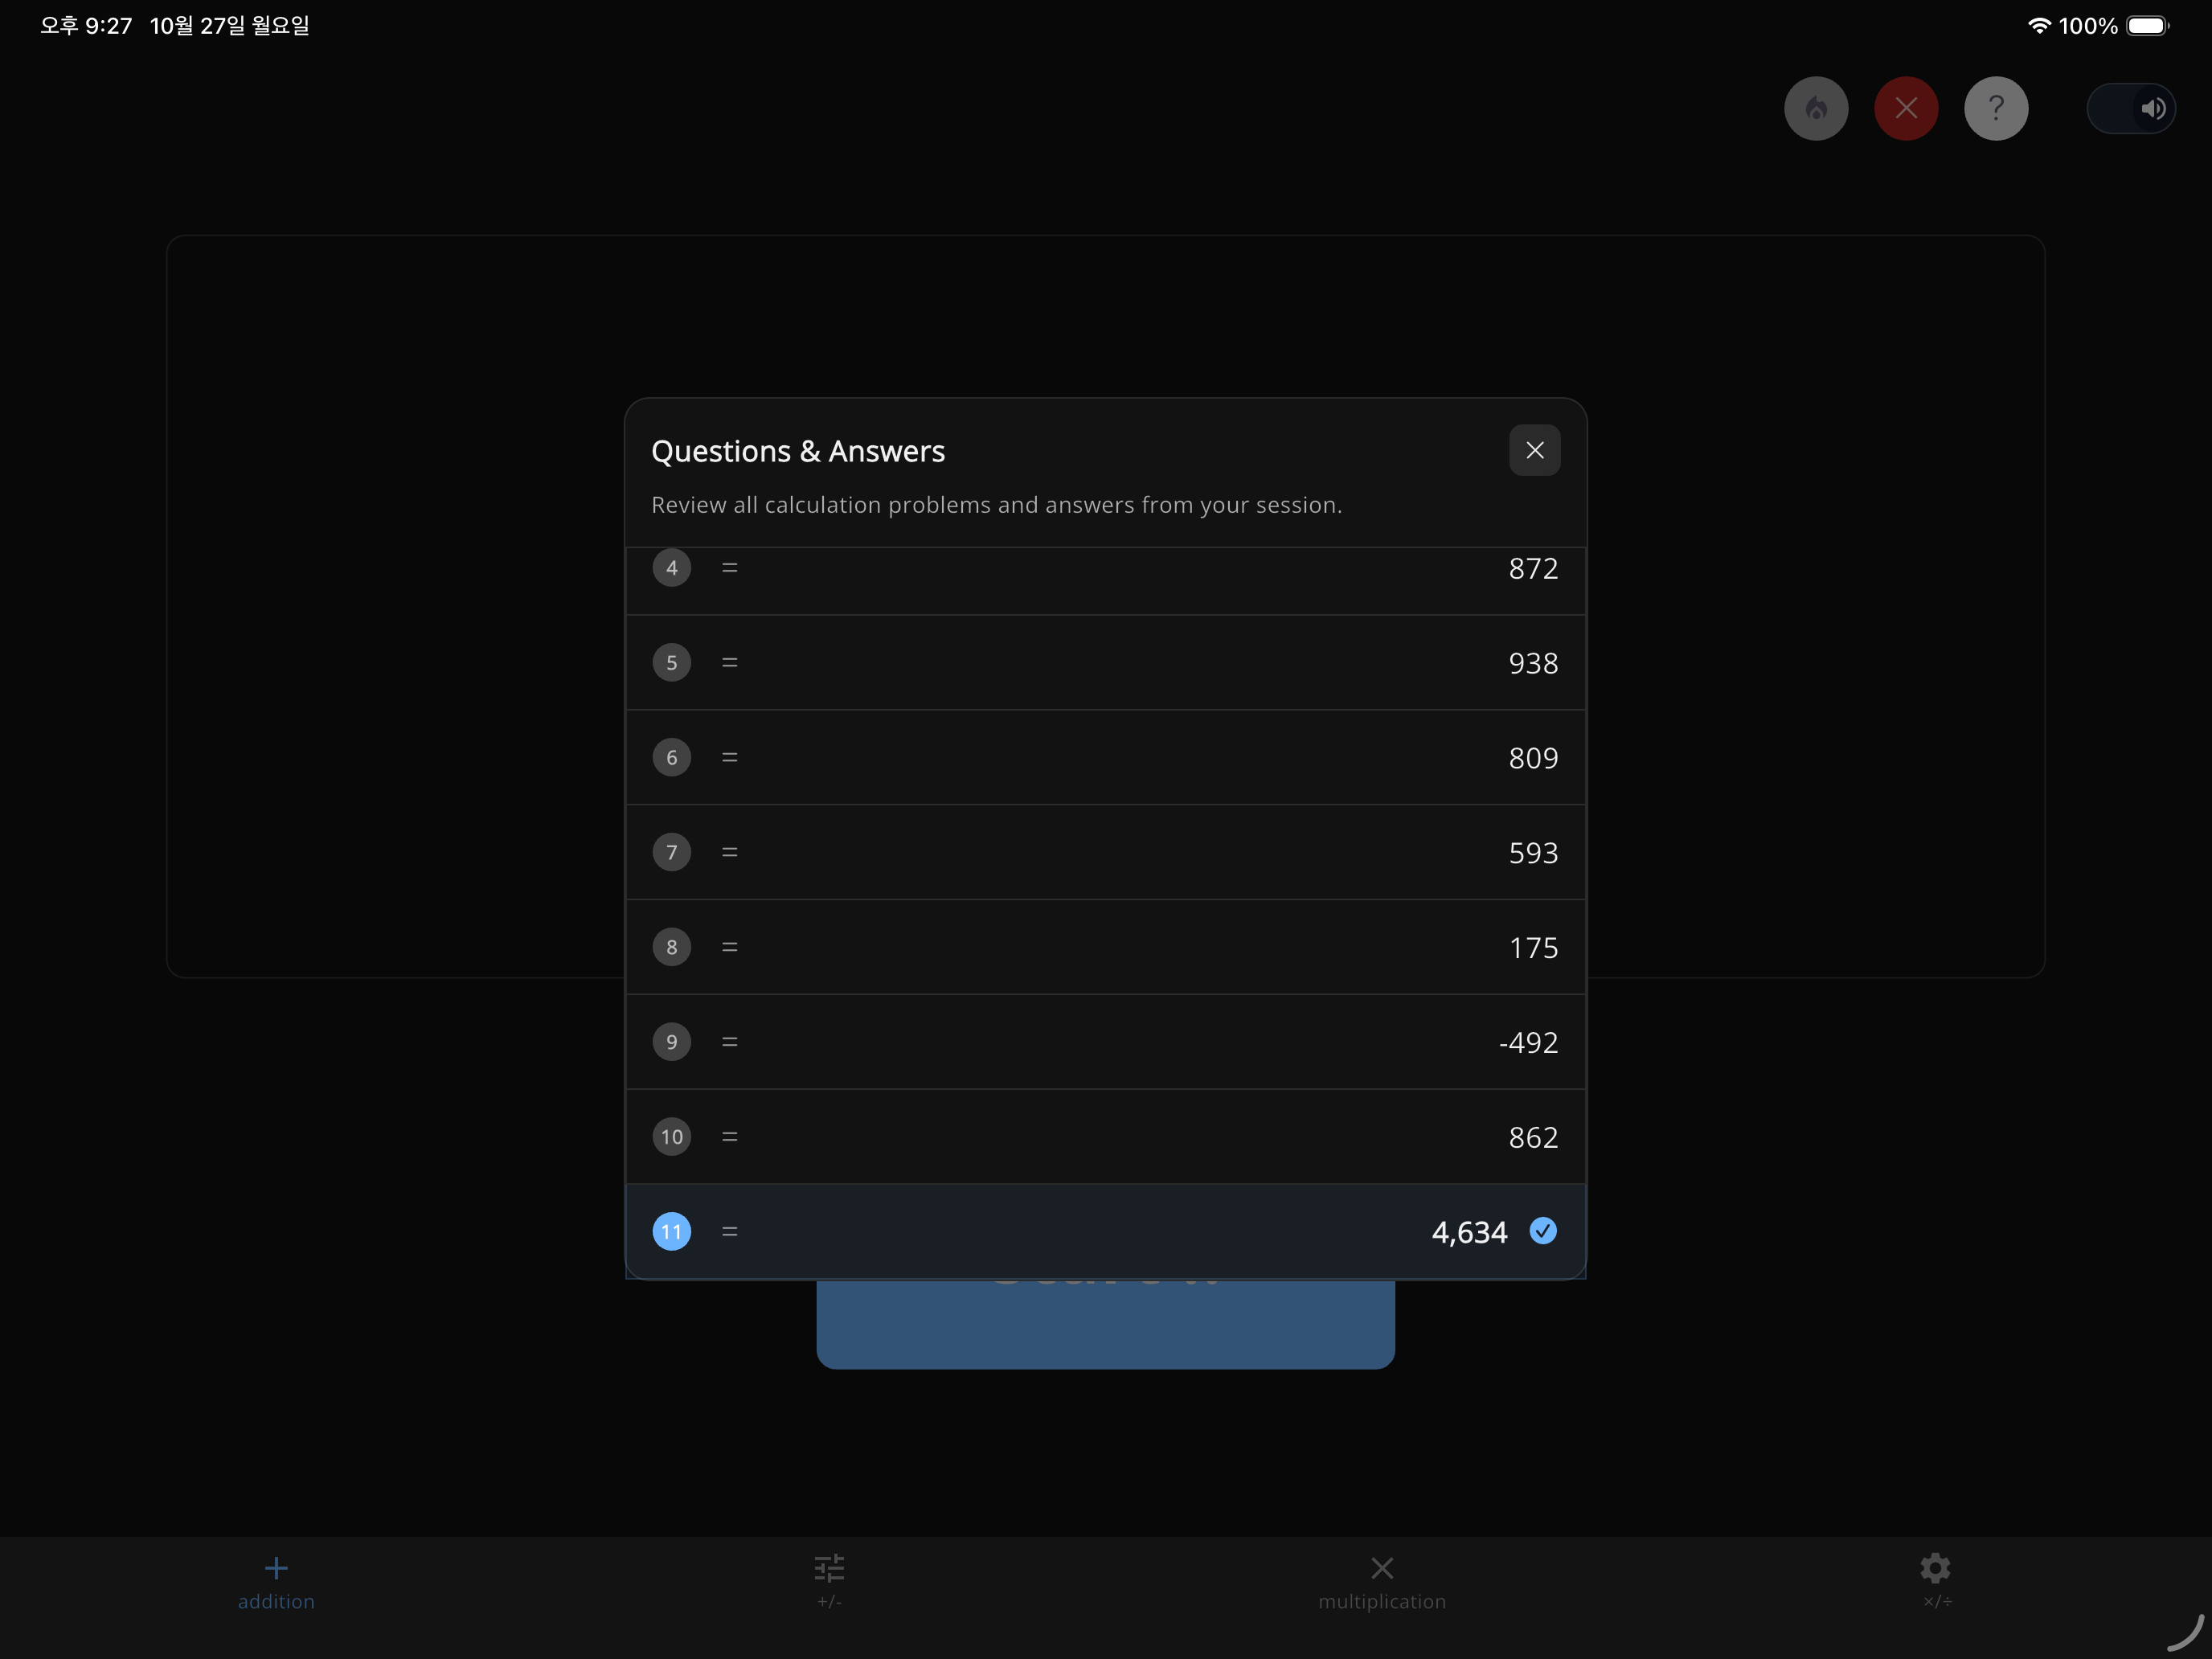 오후 9:27 10월 27일 월요일
100%
?
Questions & Answers
Review all calculation problems and answers from your session.
4 = 872
5 = 938
6 = 809
7 = 593
8 = 175
9 = -492
10 = 862
11 = 4,634
addition
+/-
multiplication
×/÷